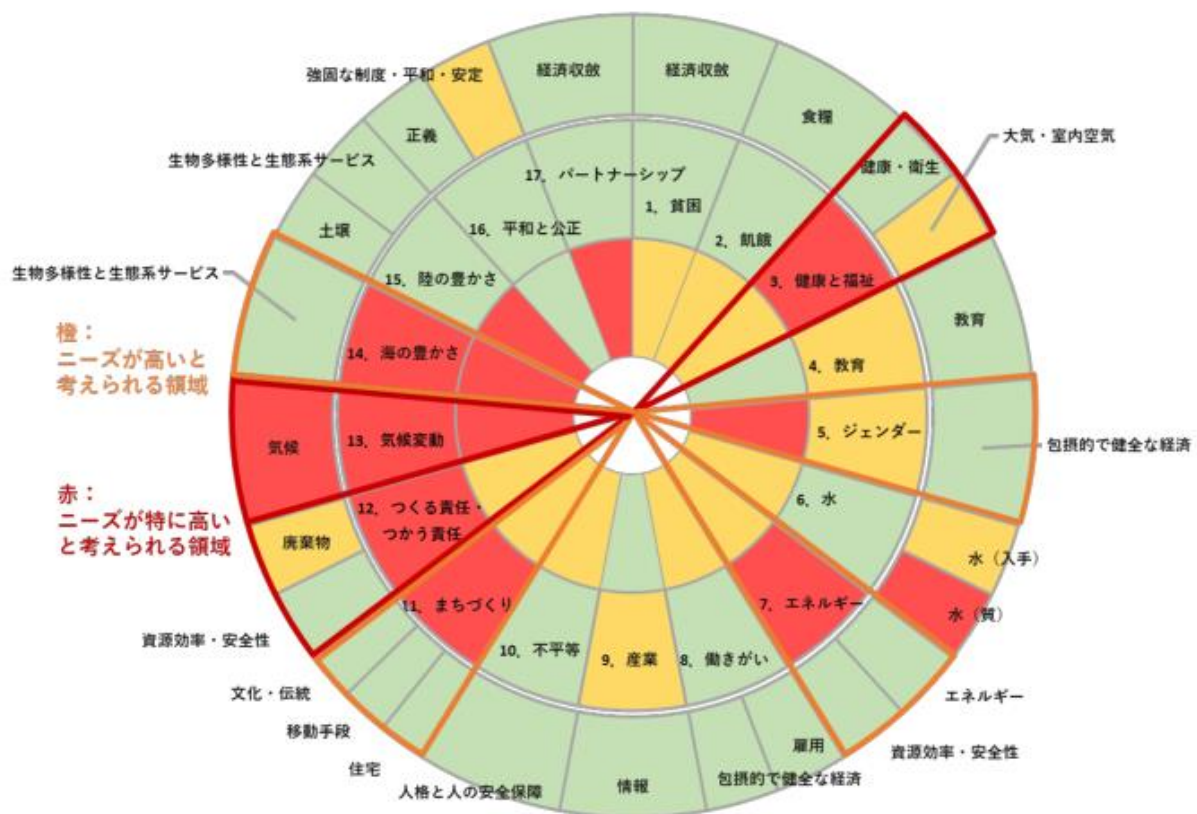 経済収斂
経済収斂
食糧
健康・衛生
大気・室内空気
教育
包摂的で健全な経済
水（入手）
水（質）
エネルギー
資源効率・安全性
雇用
包摂的で健全な経済
情報
人格と人の安全保障
住宅
移動手段
文化・伝統
資源効率・安全性
廃棄物
気候
生物多様性と生態系サービス
土壌
生物多様性と生態系サービス
正義
強固な制度・平和・安定
1，貧困
2，飢餓
3，健康と福祉
4，教育
5，ジェンダー
6，水
7，エネルギー
8，働きがい
9，産業
10，不平等
11，まちづくり
12，つくる責任・
つかう責任
13，気候変動
14，海の豊かさ
15，陸の豊かさ
16，平和と公正
17，パートナーシップ
橙：
ニーズが高いと
考えられる領域
赤：
ニーズが特に高い
と考えられる領域